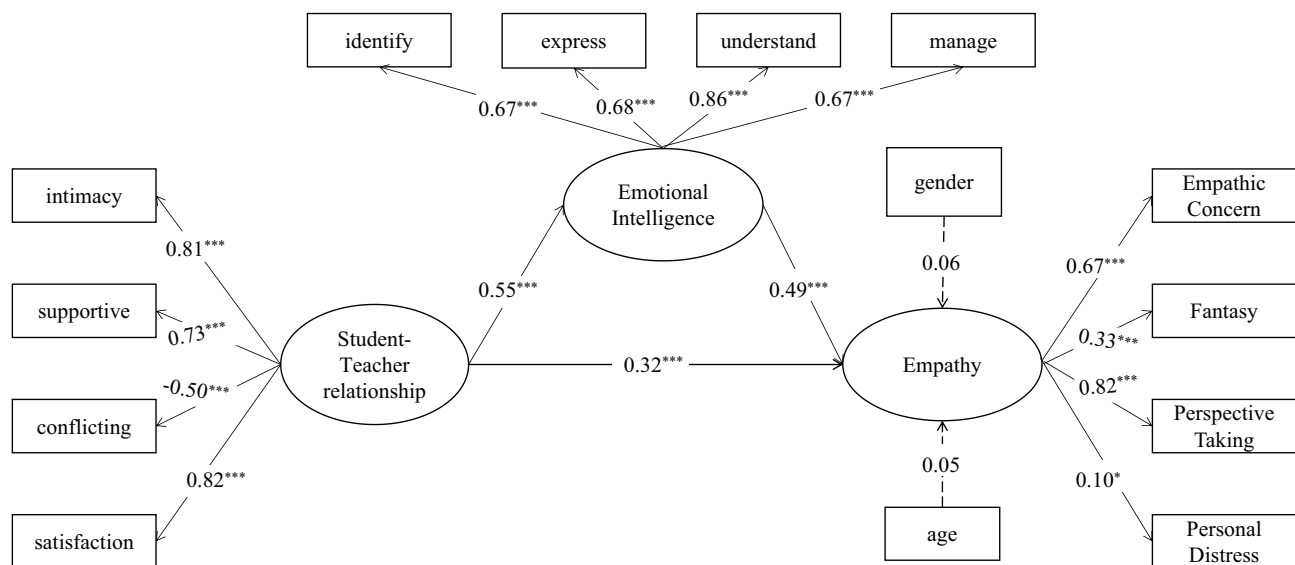 identify
express
understand
manage
0.67***
0.68***
0.86***
0.67***
Emotional
Intelligence
gender
intimacy
Empathic
Concern
0.81***
0.55***
0.49***
0.06
0.67***
supportive
0.73***
Student-
Teacher
relationship
0.32***
Empathy
Fantasy
0.33***
-0.50***
0.82***
conflicting
Perspective
Taking
0.82***
0.05
0.10*
satisfaction
age
Personal
Distress